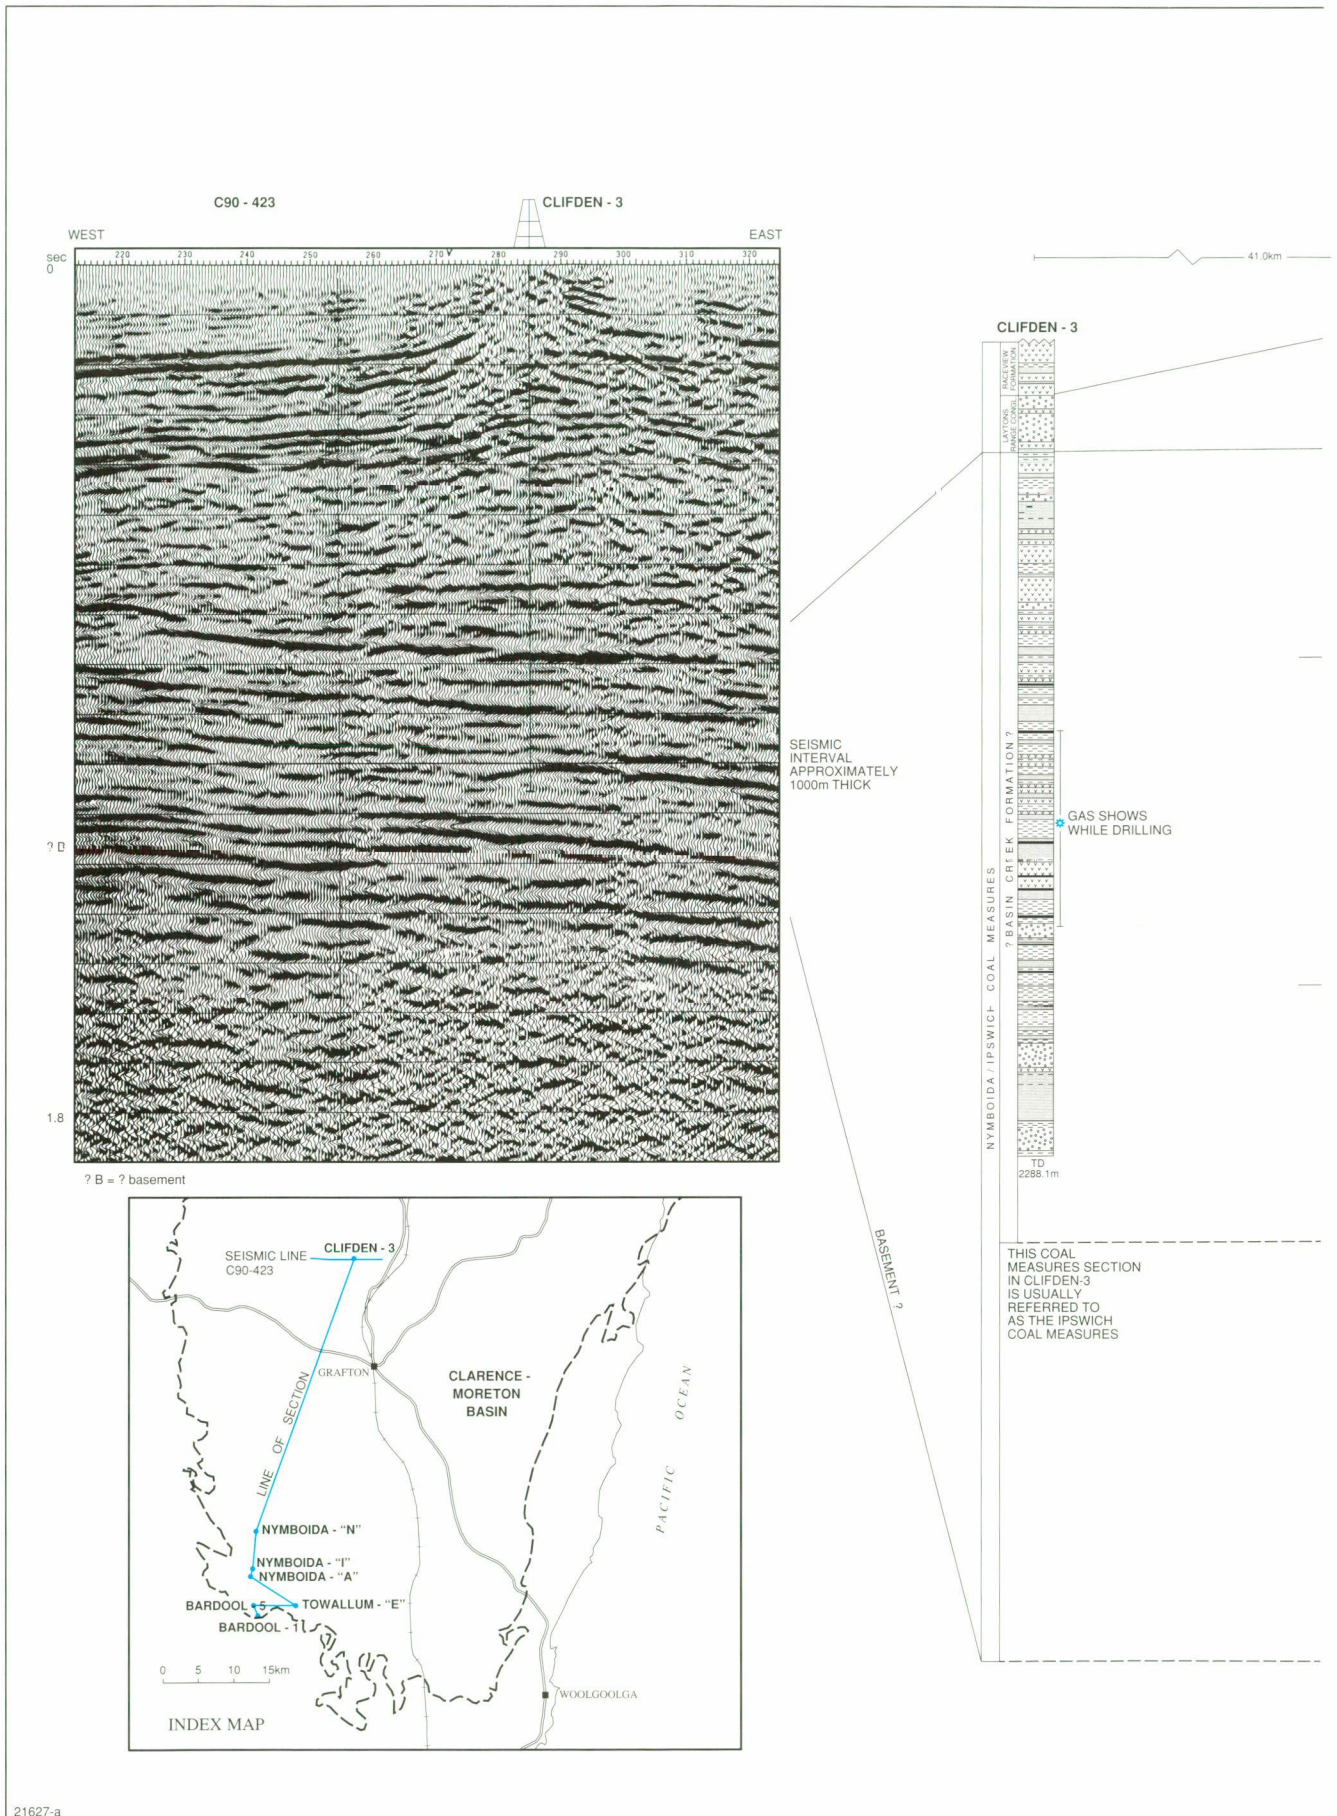 C90 - 423
CLIFDEN - 3
WEST
EAST
sec
0
220
230
240
250
260
270
V
280
290
300
310
320
? B
1.8
? B = ? basement
SEISMIC
INTERVAL
APPROXIMATELY
1000m THICK
41.0km
CLIFDEN - 3
RACEVIEW
FORMATION
LAYTONS
RANGE CONGL
NYMBOIDA / IPSWICH COAL MEASURES
? BASIN CREEK FORMATION ?
GAS SHOWS
WHILE DRILLING
TD
2288.1m
BASEMENT ?
THIS COAL
MEASURES SECTION
IN CLIFDEN-3
IS USUALLY
REFERRED TO
AS THE IPSWICH
COAL MEASURES
SEISMIC LINE
C90-423
CLIFDEN - 3
GRAFTON
LINE OF SECTION
CLARENCE -
MORETON
BASIN
PACIFIC OCEAN
NYMBOIDA - "N"
NYMBOIDA - "I"
NYMBOIDA - "A"
BARDOOL - 5
TOWALLUM - "E"
BARDOOL - 1
0 5 10 15km
WOOLGOOLGA
INDEX MAP
21627-a